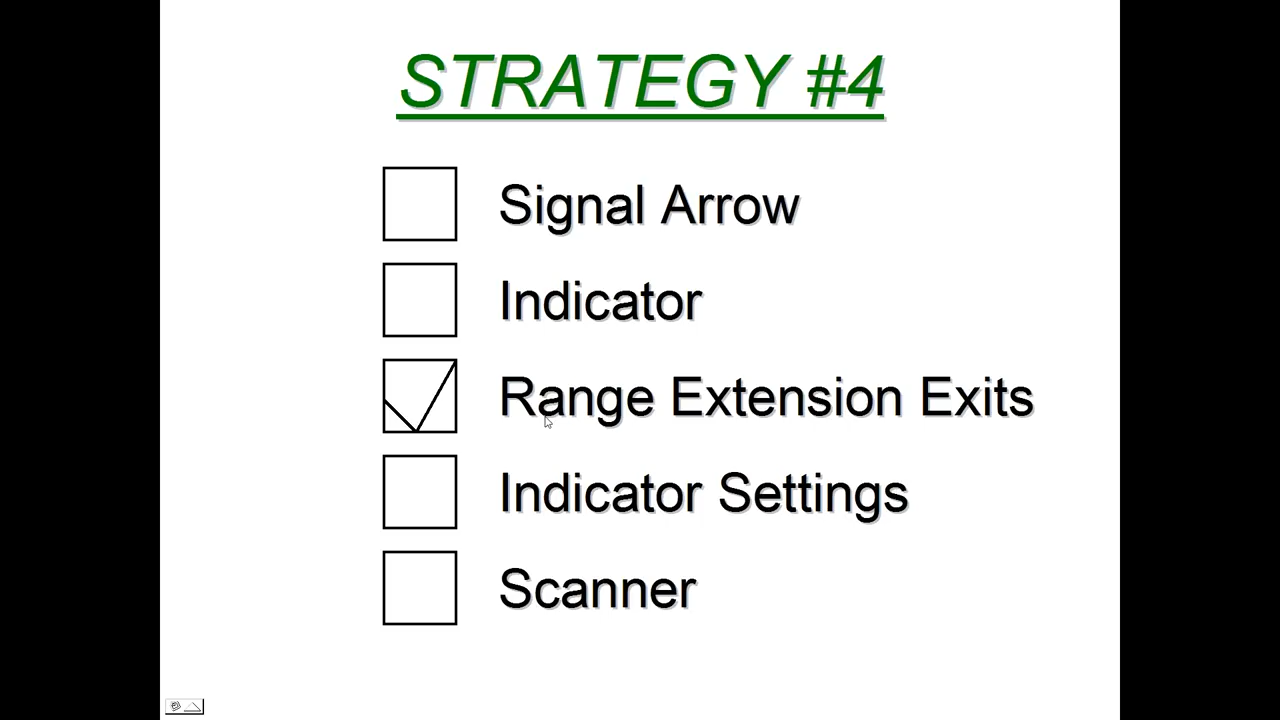 STRATEGY #4
Signal Arrow
Indicator
Range Extension Exits
Indicator Settings
Scanner